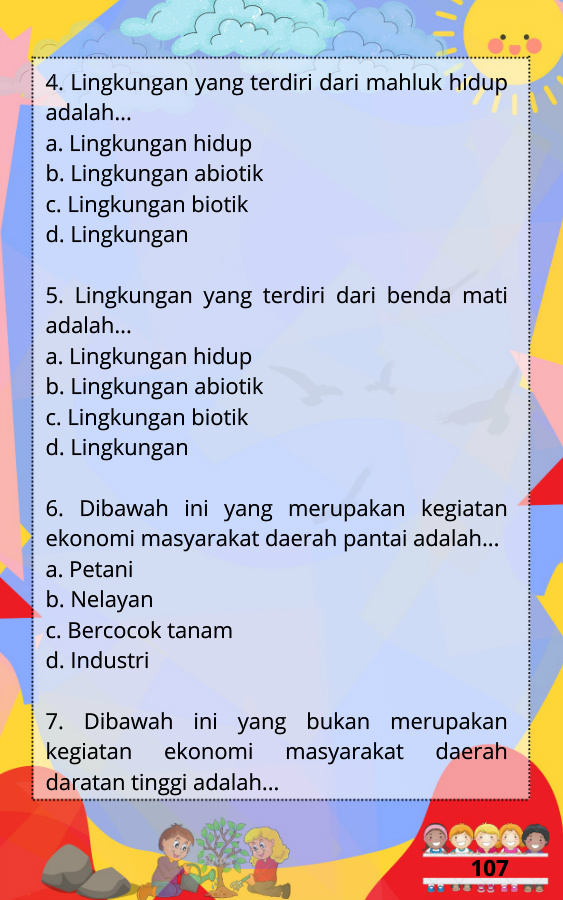 4. Lingkungan yang terdiri dari mahluk hidup
adalah...
a. Lingkungan hidup
b. Lingkungan abiotik
c. Lingkungan biotik
d. Lingkungan
5. Lingkungan yang terdiri dari benda mati
adalah...
a. Lingkungan hidup
b. Lingkungan abiotik
c. Lingkungan biotik
d. Lingkungan
6. Dibawah ini yang merupakan kegiatan
ekonomi masyarakat daerah pantai adalah...
a. Petani
b. Nelayan
c. Bercocok tanam
d. Industri
7. Dibawah ini yang bukan merupakan
kegiatan ekonomi masyarakat daerah
daratan tinggi adalah...
107